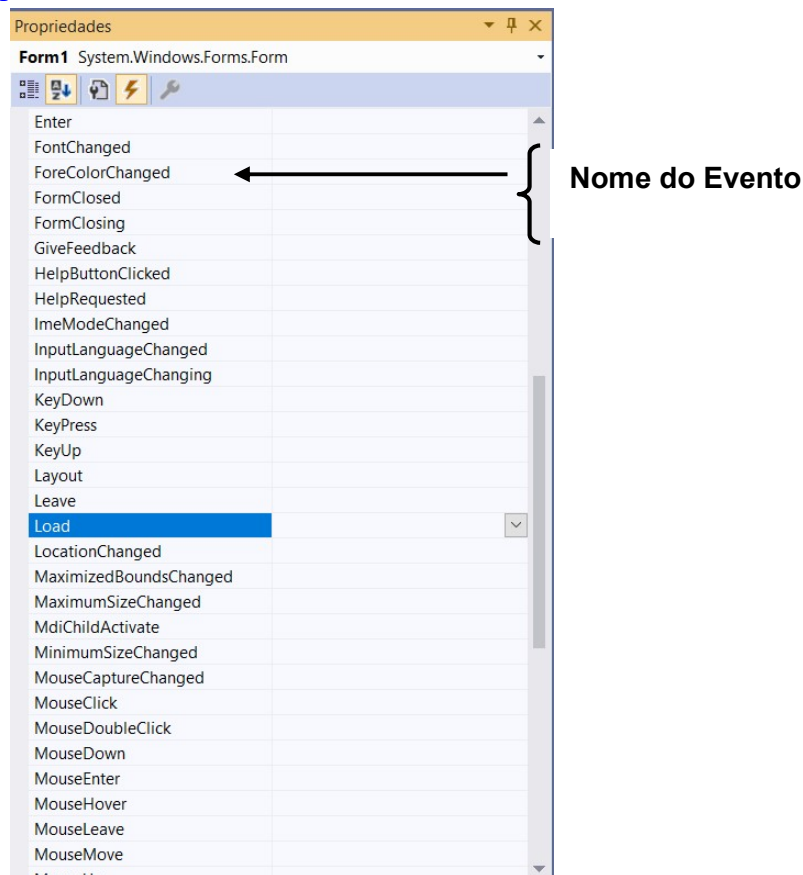 Propriedades
Form1 System.Windows.Forms.Form
Enter
FontChanged
ForeColorChanged
Nome do Evento
FormClosed
FormClosing
GiveFeedback
HelpButtonClicked
HelpRequested
ImeModeChanged
InputLanguageChanged
InputLanguageChanging
KeyDown
KeyPress
KeyUp
Layout
Leave
Load
LocationChanged
MaximizedBoundsChanged
MaximumSizeChanged
MdiChildActivate
MinimumSizeChanged
MouseCaptureChanged
MouseClick
MouseDoubleClick
MouseDown
MouseEnter
MouseHover
MouseLeave
MouseMove